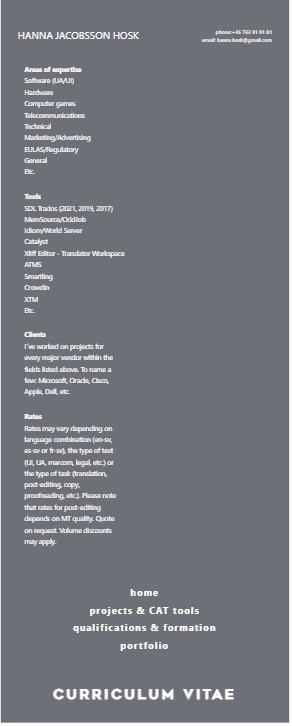 HANNA JACOBSSON HOSK
phone: +45 763 91 91 81
email: hanna.hosk@gmail.com
Areas of expertise
Software (UA/UI)
Hardware
Computer games
Telecommunications
Technical
Marketing/Advertising
EULAS/Regulatory
General
Etc.
Tools
SDL Trados (2021, 2019, 2017)
MemSource/OddJob
Idiom/World Server
Catalyst
Xliff Editor - Translator Workspace
ATMS
Smartling
Crowdin
XTM
Etc.
Clients
I´ve worked on projects for
every major vendor within the
fields listed above. To name a
few: Microsoft, Oracle, Cisco,
Apple, Dell, etc.
Rates
Rates may vary depending on
language combination (en-sv,
es-sv or fr-sv), the type of text
(UI, UA, marcom, legal, etc.) or
the type of task (translation,
post-editing, copy,
proofreading, etc.). Please note
that rates for post-editing
depends on MT quality. Quote
on request. Volume discounts
may apply.
home
projects & CAT tools
qualifications & formation
portfolio
CURRICULUM VITAE